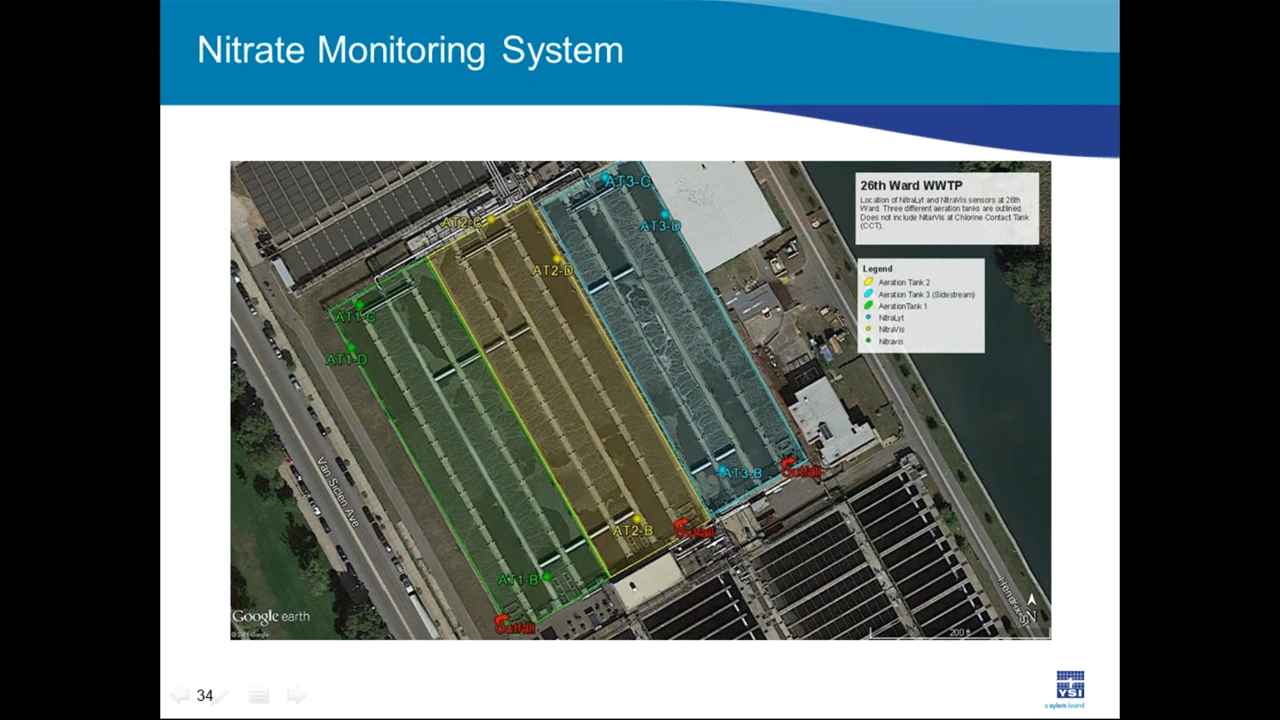 Nitrate Monitoring System
26th Ward WWTP
Location of NitraLyt and NitraVis sensors at 26th
Ward. Three different aeration tanks are outlined.
Does not include NitarVis at Chlorine Contact Tank
(CCT).
Legend
Aeration Tank 2
Aeration Tank 3 (Sidestream)
AerationTank 1
NitraLyt
NitraVis
Nitravis
AT3-C
AT2-C
AT3-D
AT2-D
AT1-C
AT1-D
AT3-B
Outfall
AT2-B
Outfall
AT1-B
Outfall
Van Siclen Ave
N
200 ft
Google earth
© 2016 Google
34
YSI
a xylem brand